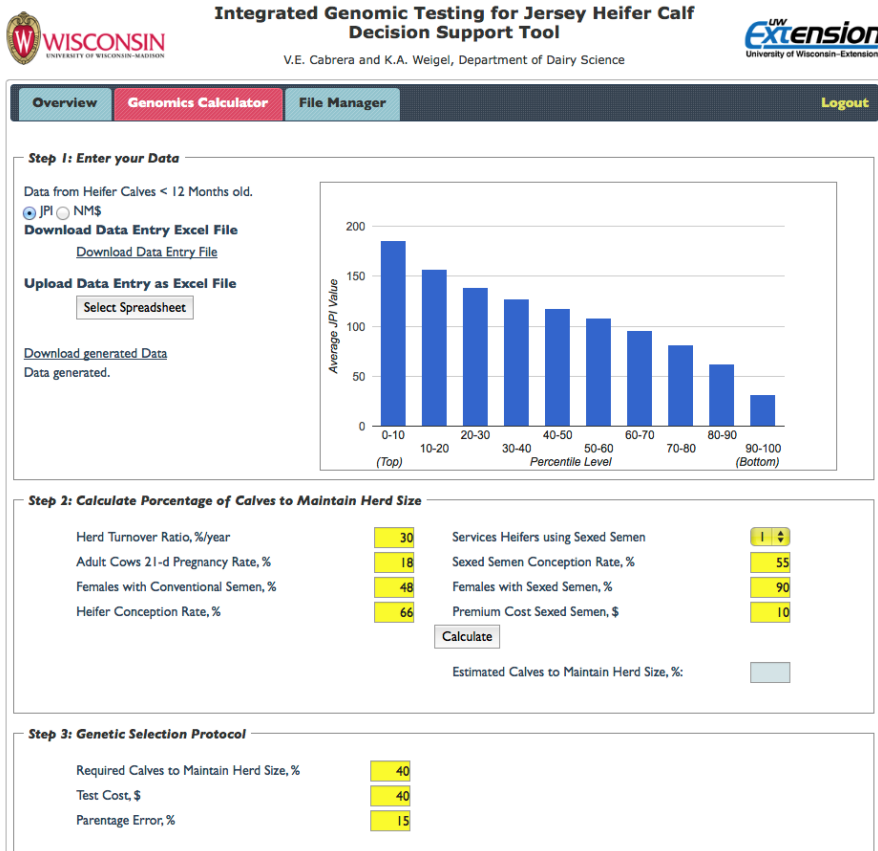 Integrated Genomic Testing for Jersey Heifer Calf
Decision Support Tool
V.E. Cabrera and K.A. Weigel, Department of Dairy Science
W
WISCONSIN
UNIVERSITY OF WISCONSIN-MADISON
UW
Extension
University of Wisconsin-Extension
Overview
Genomics Calculator
File Manager
Logout
Step 1: Enter your Data
Data from Heifer Calves < 12 Months old.
JPI NM$
Download Data Entry Excel File
Download Data Entry File
Upload Data Entry as Excel File
Select Spreadsheet
Download generated Data
Data generated.
Average JPI Value
200
150
100
50
0
0-10 20-30 40-50 60-70 80-90
10-20 30-40 50-60 70-80 90-100
(Top) Percentile Level (Bottom)
Step 2: Calculate Porcentage of Calves to Maintain Herd Size
Herd Turnover Ratio, %/year 30 Services Heifers using Sexed Semen 1
Adult Cows 21-d Pregnancy Rate, % 18 Sexed Semen Conception Rate, % 55
Females with Conventional Semen, % 48 Females with Sexed Semen, % 90
Heifer Conception Rate, % 66 Premium Cost Sexed Semen, $ 10
Calculate
Estimated Calves to Maintain Herd Size, %:
Step 3: Genetic Selection Protocol
Required Calves to Maintain Herd Size, % 40
Test Cost, $ 40
Parentage Error, % 15